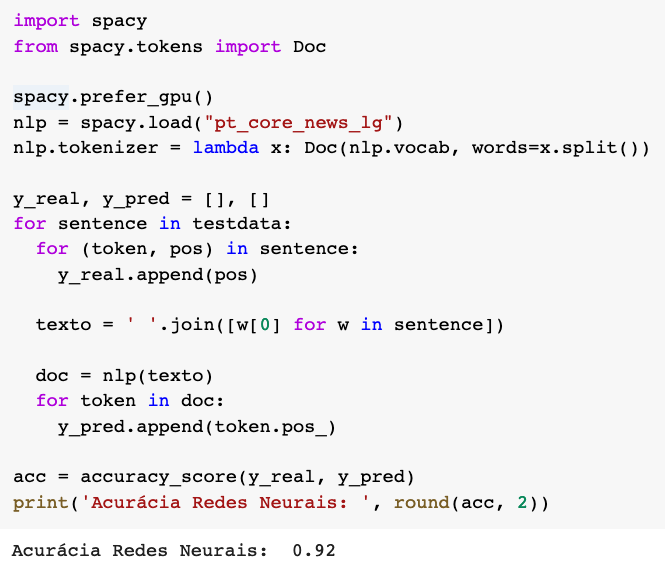 import spacy
from spacy.tokens import Doc
spacy.prefer_gpu()
nlp = spacy.load("pt_core_news_lg")
nlp.tokenizer = lambda x: Doc(nlp.vocab, words=x.split())
y_real, y_pred = [], []
for sentence in testdata:
  for (token, pos) in sentence:
    y_real.append(pos)
  texto = ' '.join([w[0] for w in sentence])
  doc = nlp(texto)
  for token in doc:
    y_pred.append(token.pos_)
acc = accuracy_score(y_real, y_pred)
print('Acurácia Redes Neurais: ', round(acc, 2))
Acurácia Redes Neurais:  0.92